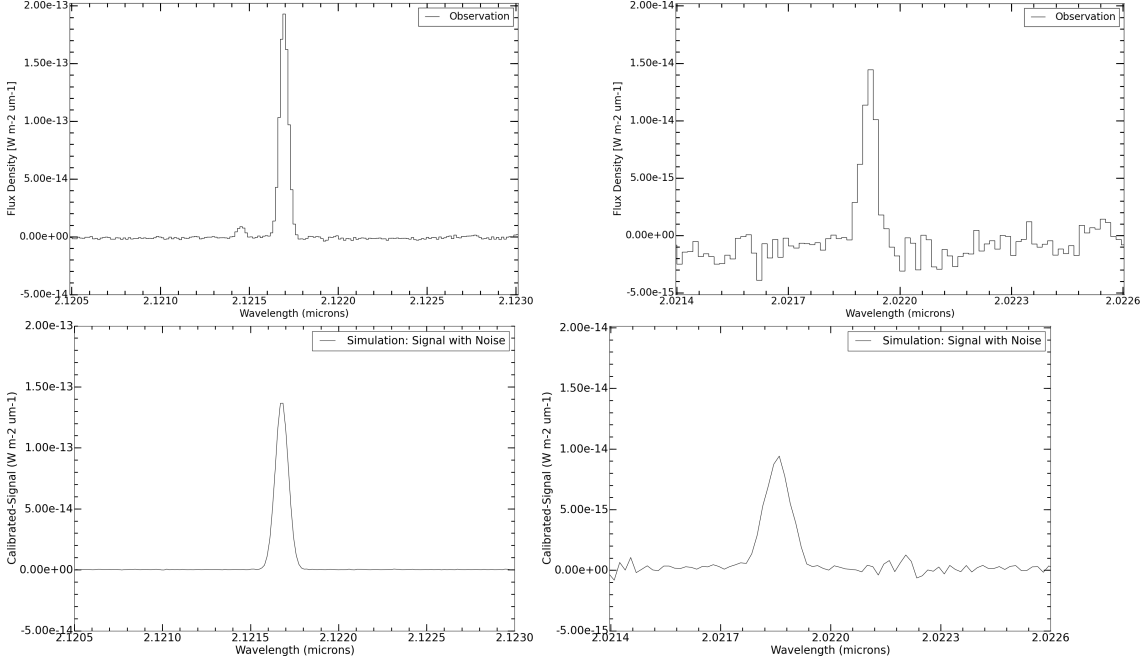 2.00e-13
1.50e-13
1.00e-13
5.00e-14
0.00e+00
-5.00e-14
Flux Density [W m-2 um-1]
Observation
2.1205 2.1210 2.1215 2.1220 2.1225 2.1230
Wavelength (microns)
2.00e-14
1.50e-14
1.00e-14
5.00e-15
0.00e+00
-5.00e-15
Flux Density [W m-2 um-1]
Observation
2.0214 2.0217 2.0220 2.0223 2.0226
Wavelength (microns)
2.00e-13
1.50e-13
1.00e-13
5.00e-14
0.00e+00
-5.00e-14
Calibrated-Signal (W m-2 um-1)
Simulation: Signal with Noise
2.1205 2.1210 2.1215 2.1220 2.1225 2.1230
Wavelength (microns)
2.00e-14
1.50e-14
1.00e-14
5.00e-15
0.00e+00
-5.00e-15
Calibrated-Signal (W m-2 um-1)
Simulation: Signal with Noise
2.0214 2.0217 2.0220 2.0223 2.0226
Wavelength (microns)